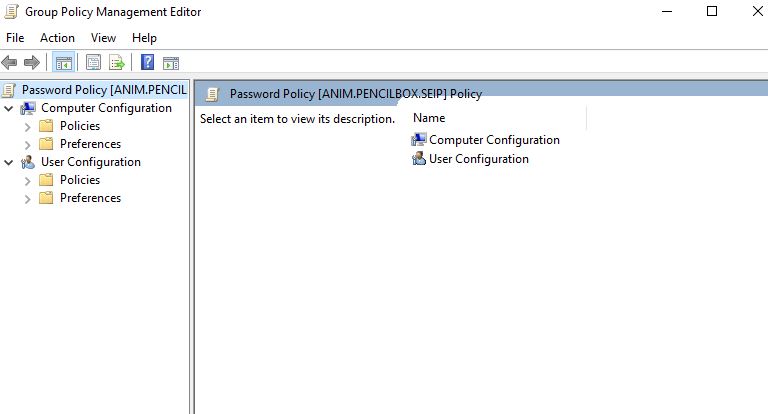 Group Policy Management Editor
File Action View Help
Password Policy [ANIM.PENCIL
Computer Configuration
Policies
Preferences
User Configuration
Policies
Preferences
Password Policy [ANIM.PENCILBOX.SEIP] Policy
Select an item to view its description.
Name
Computer Configuration
User Configuration